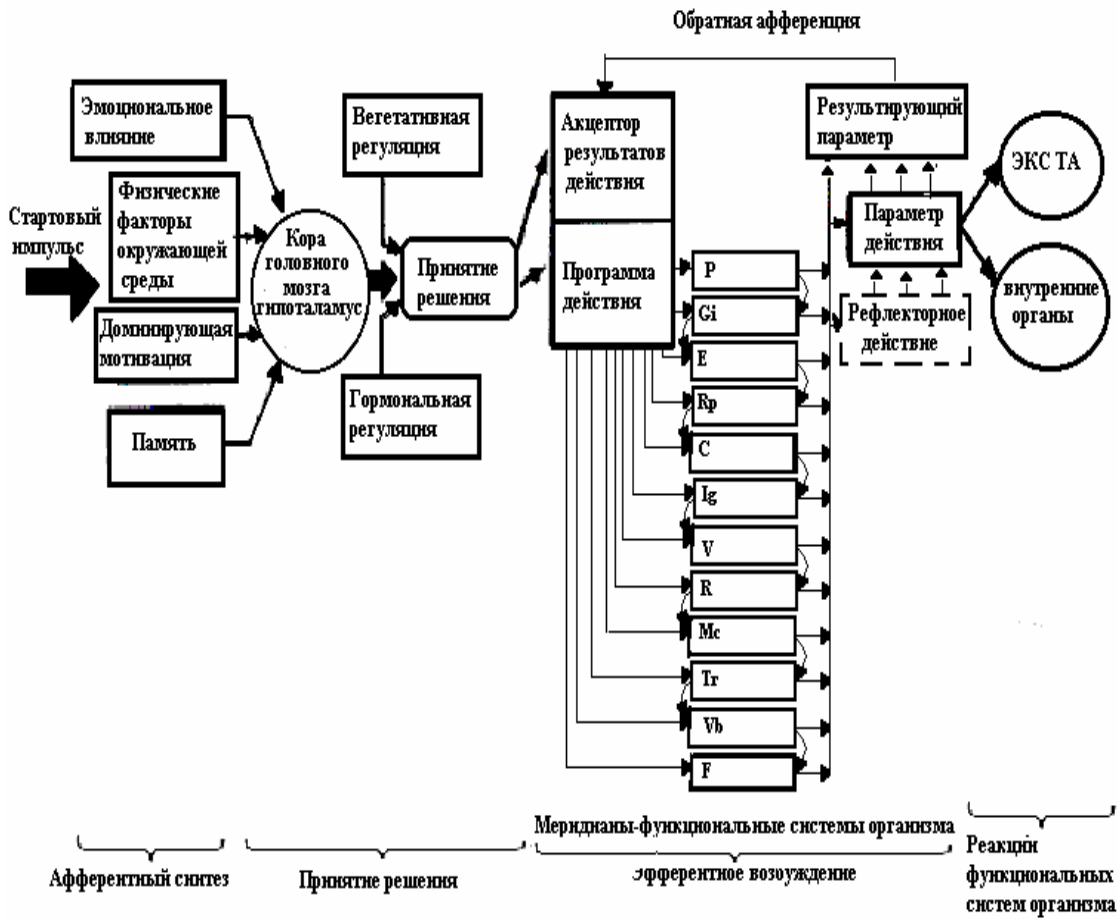 Обратная афференция
Эмоциональное
влияние
Физические
факторы
окружающей
среды
Стартовый
импульс
Доминирующая
мотивация
Память
Кора
головного
мозга
гипоталамус
Вегетативная
регуляция
Принятие
решения
Гормональная
регуляция
Акцептор
результатов
действия
Программа
действия
P
Gi
E
Rp
C
Ig
V
R
Mc
Tr
Vb
F
Результирующий
параметр
Параметр
действия
Рефлекторное
действие
ЭКС ТА
внутренние
органы
Афферентный синтез
Принятие решения
Меридианы-функциональные системы организма
Эфферентное возбуждение
Реакции
функциональных
систем организма